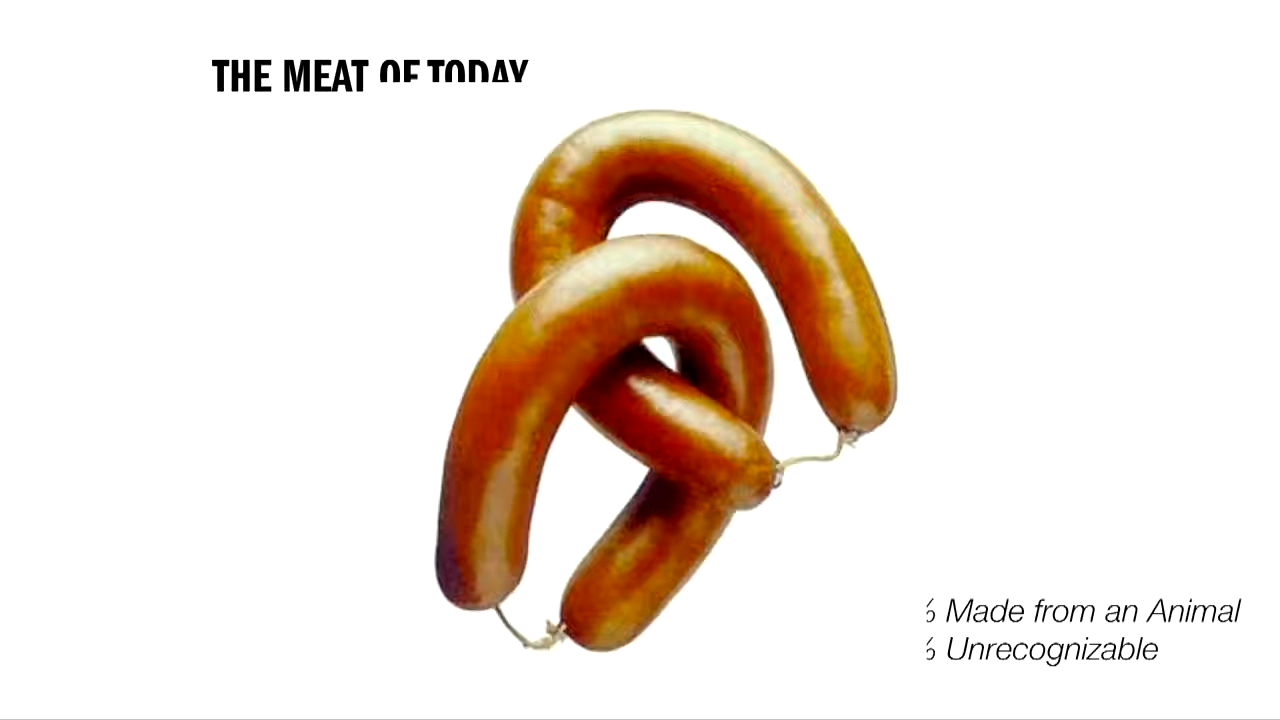 THE MEAT OF TODAY
% Made from an Animal
% Unrecognizable